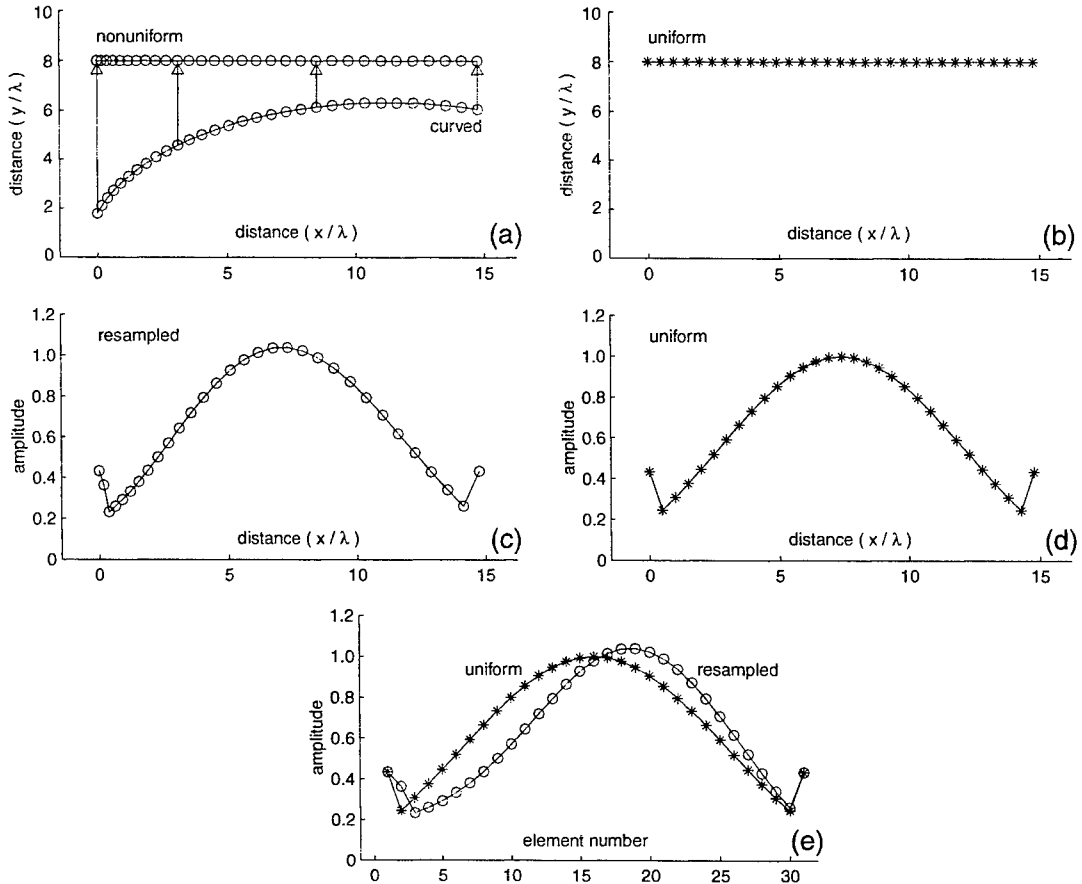 10
8
6
4
2
0
distance ( y / λ )
nonuniform
curved
distance ( x / λ )
(a)
0 5 10 15
10
8
6
4
2
0
distance ( y / λ )
uniform
distance ( x / λ )
(b)
0 5 10 15
1.2
1.0
0.8
0.6
0.4
0.2
0
amplitude
resampled
distance ( x / λ )
(c)
0 5 10 15
1.2
1.0
0.8
0.6
0.4
0.2
0
amplitude
uniform
distance ( x / λ )
(d)
0 5 10 15
1.2
1.0
0.8
0.6
0.4
0.2
0
amplitude
uniform
resampled
element number
(e)
0 5 10 15 20 25 30